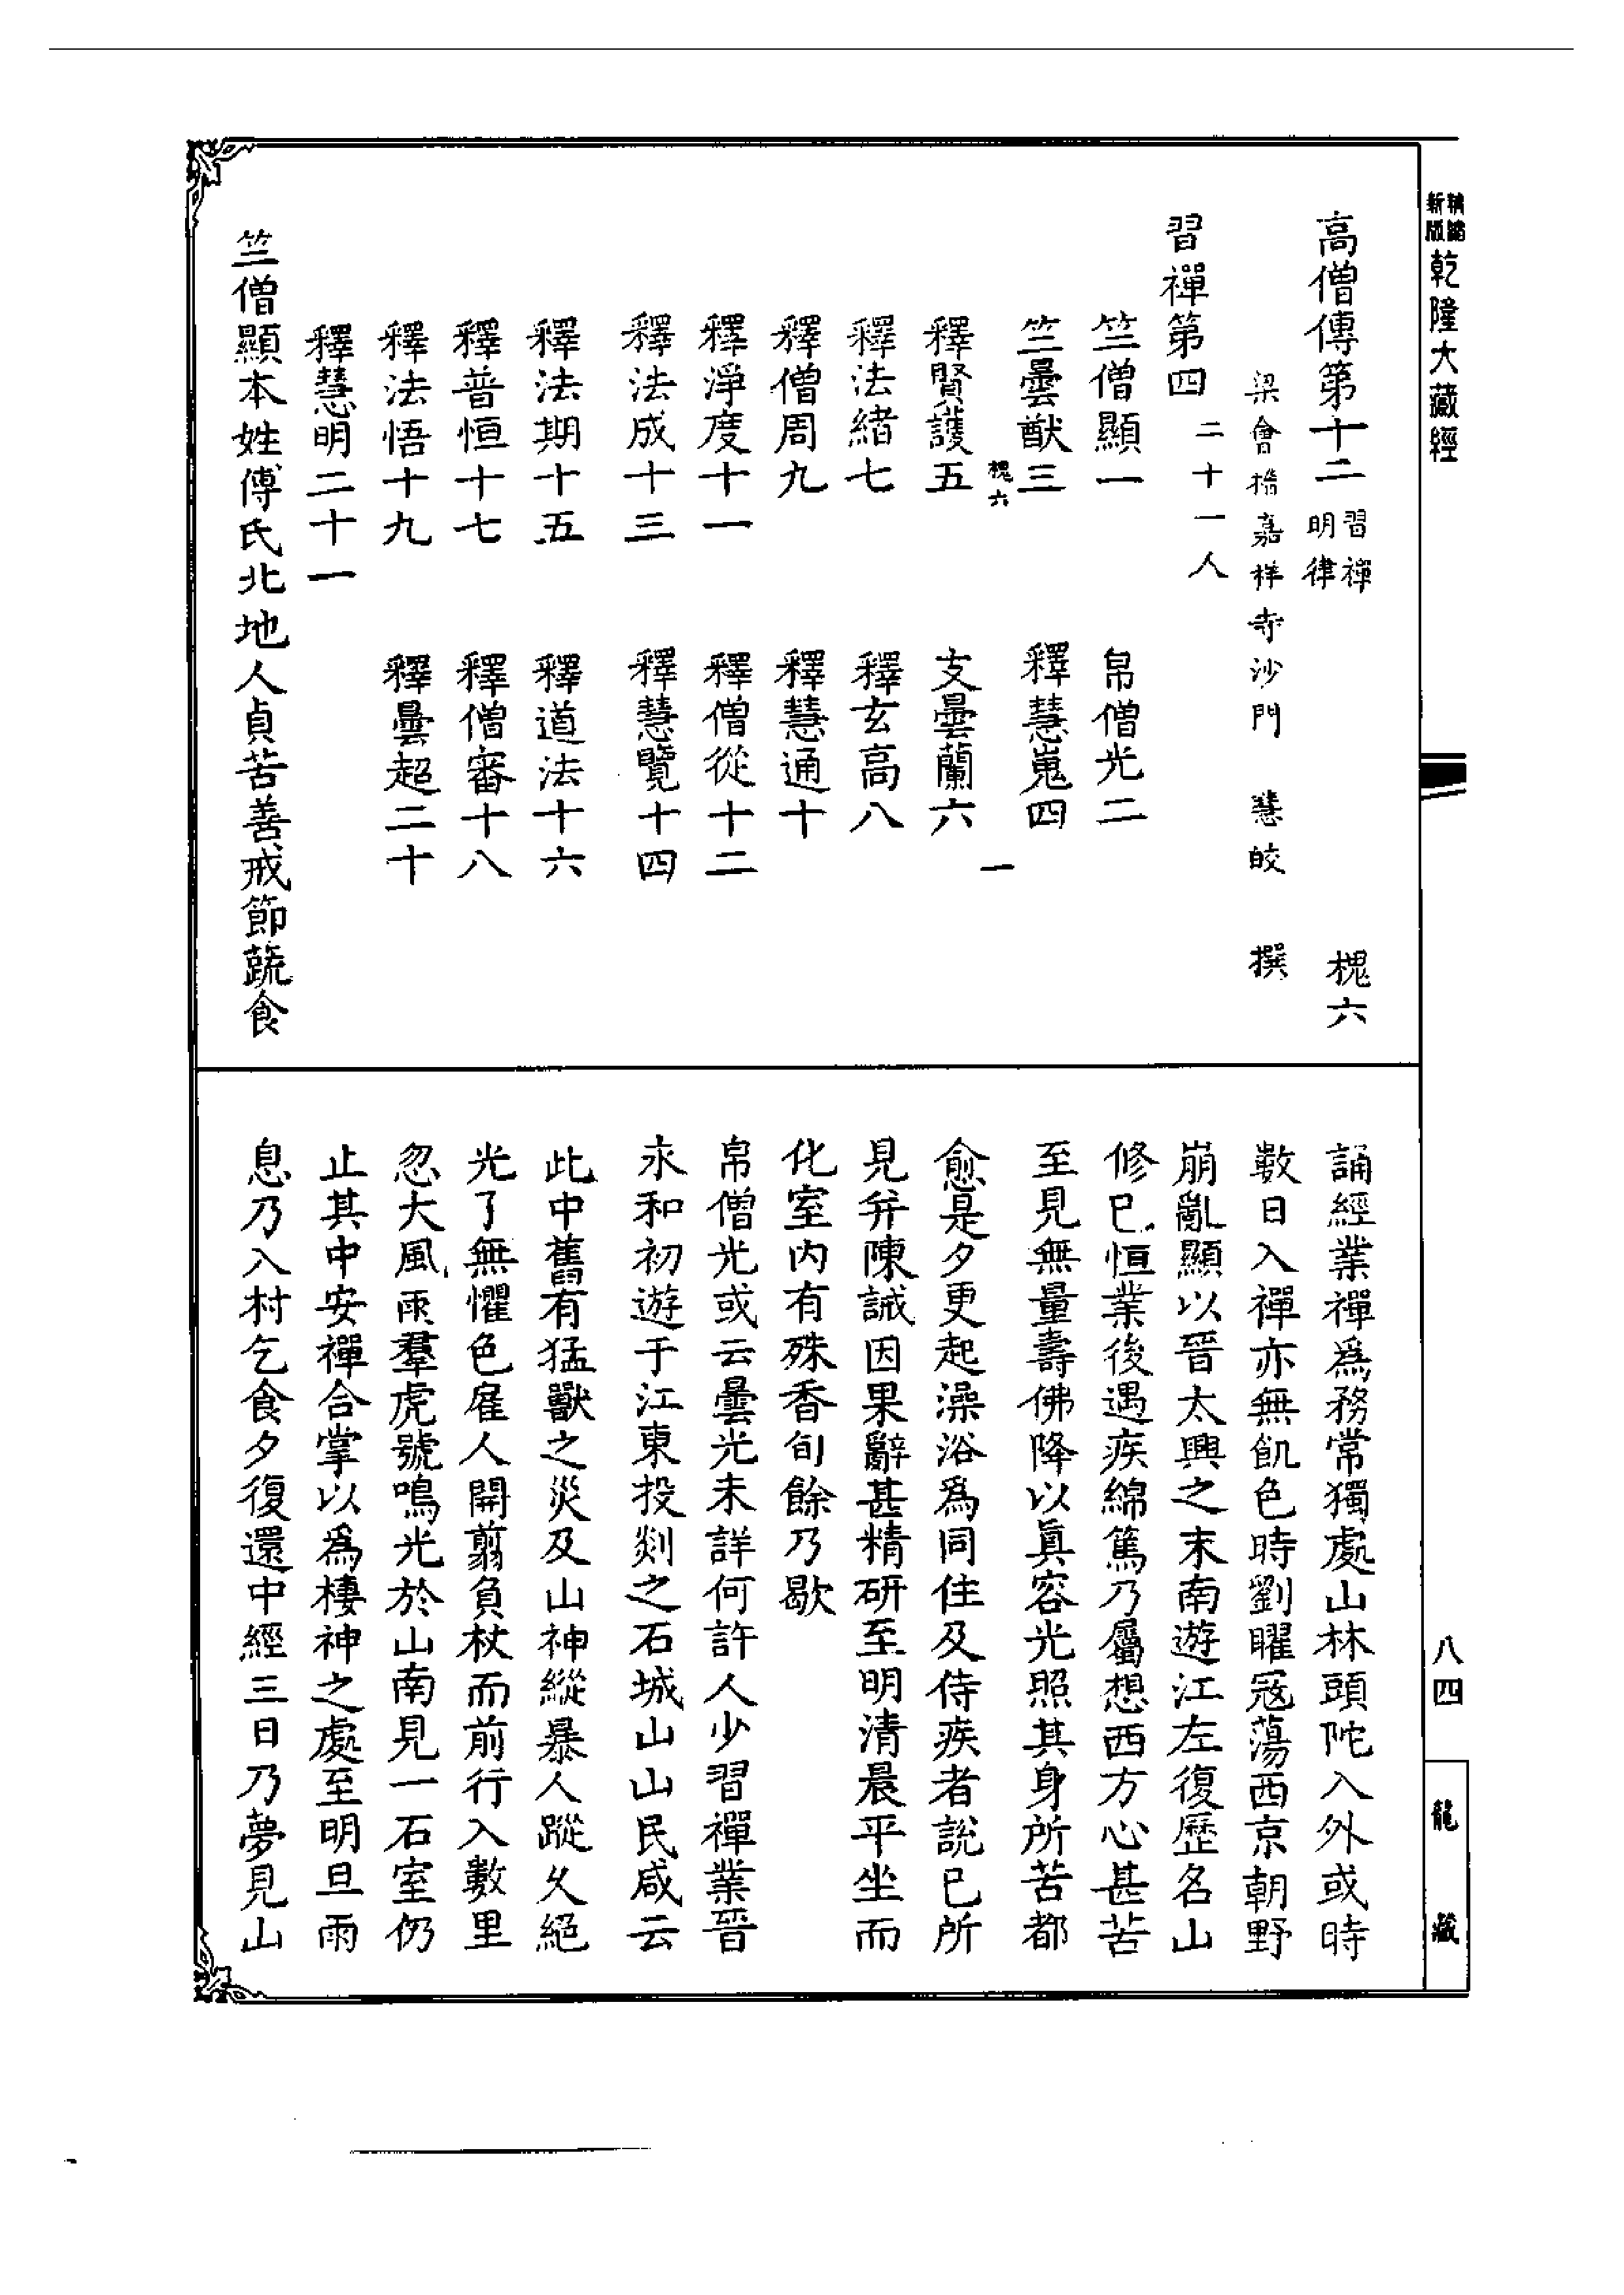 乾隆大藏經
八四
龍藏
高僧傳第十二 習禪 明律 槐六
梁會稽嘉祥寺沙門 慧皎 撰
習禪第四 二十一人
竺僧顯一 帛僧光二
竺曇猷三 釋慧嵬四
槐六 一
釋賢護五 支曇蘭六
釋法緒七 釋玄高八
釋僧周九 釋慧通十
釋淨度十一 釋僧從十二
釋法成十三 釋慧覽十四
釋法期十五 釋道法十六
釋普恒十七 釋僧審十八
釋法悟十九 釋曇超二十
釋慧明二十一
竺僧顯本姓傅氏北地人貞苦善戒節蔬食
誦經業禪爲務常獨處山林頭陀人外或時
數日入禪亦無飢色時劉曜寇蕩西京朝野
崩亂顯以晉太興之末南遊江左復歷名山
修已恒業後遇疾綿篤乃屬想西方心甚苦
至見無量壽佛降以眞容光照其身所苦都
愈是夕更起澡浴爲同住及侍疾者說已所
見并陳誡因果辭甚精研至明清晨平坐而
化室内有殊香旬餘乃歇
帛僧光或云曇光未詳何許人少習禪業晉
永和初遊于江東投剡之石城山山民咸云
此中舊有猛獸之災及山神縱暴人蹤久絕
光了無懼色雇人開翦負杖而前行入數里
忽大風雨羣虎號鳴光於山南見一石室仍
止其中安禪合掌以爲棲神之處至明旦雨
息乃入村乞食夕復還中經三日乃夢見山